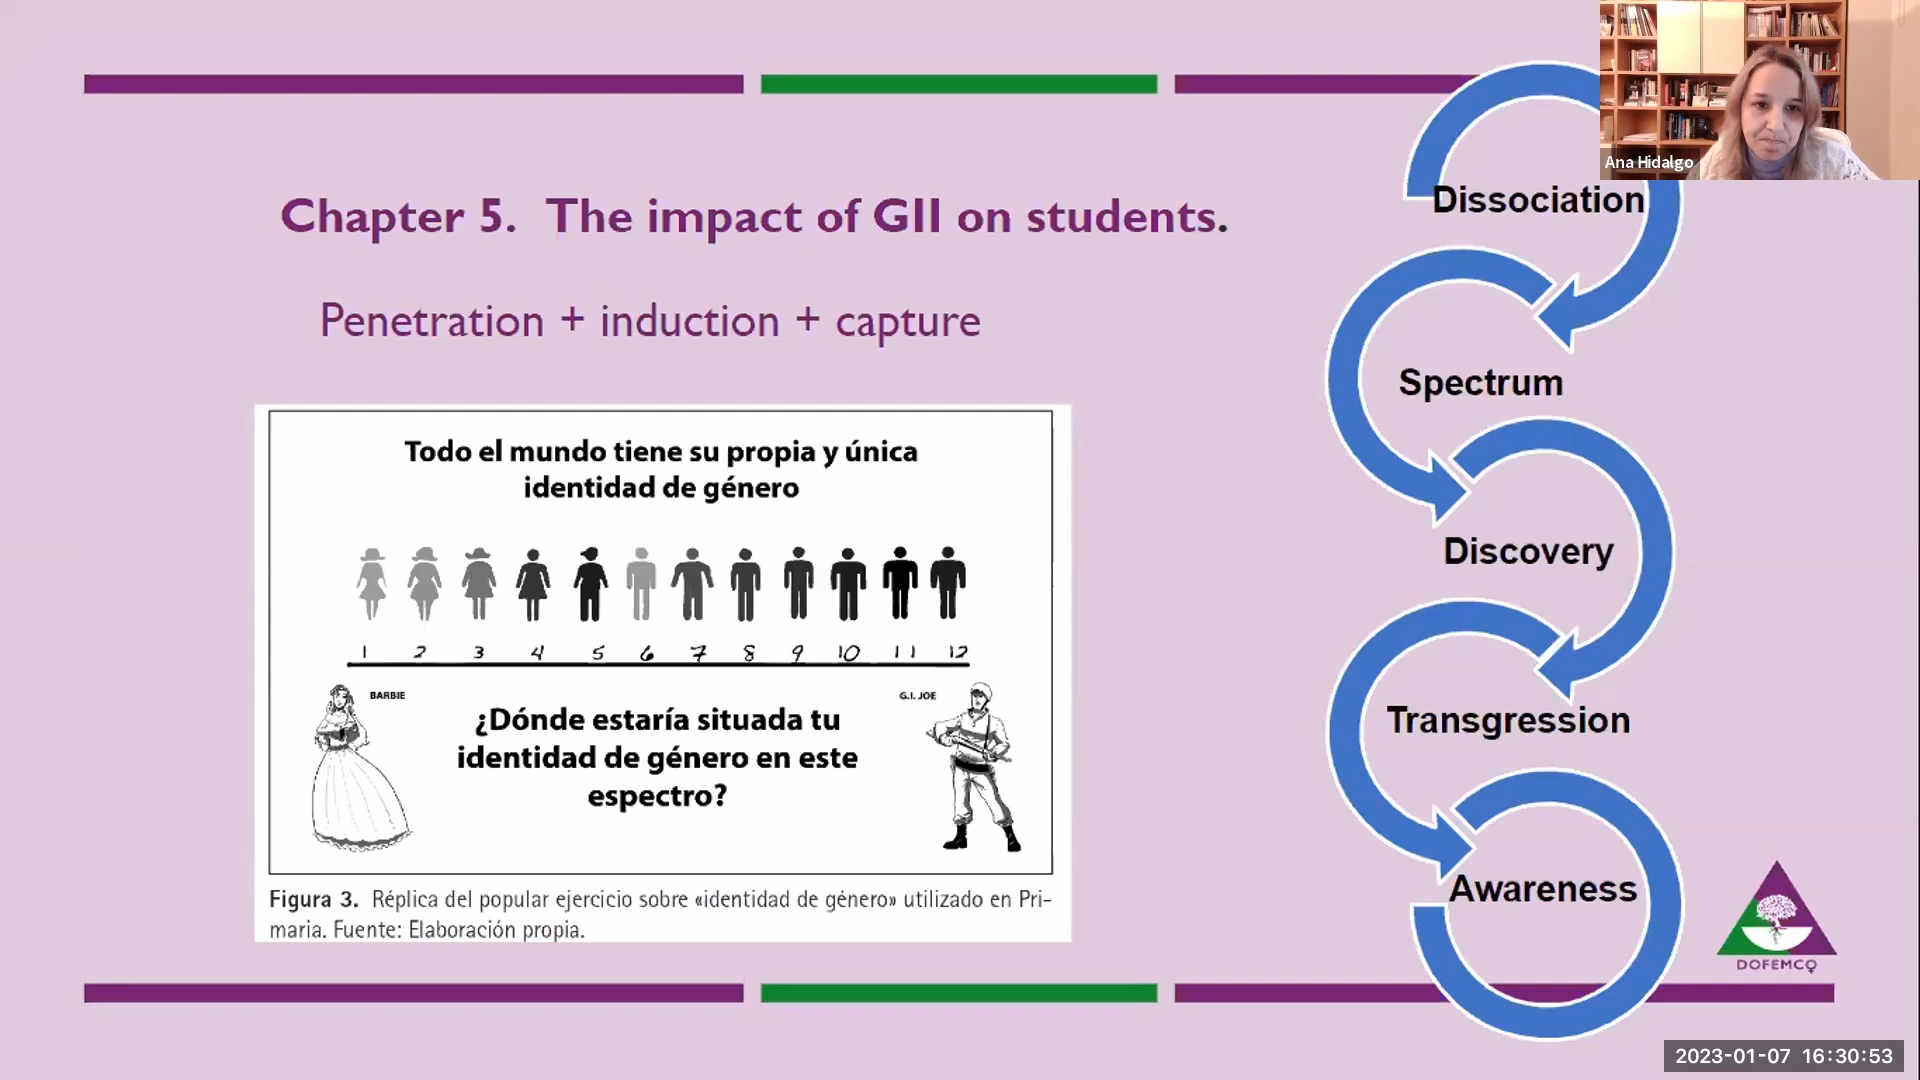 Ana Hidalgo
Chapter 5. The impact of GII on students.
Penetration + induction + capture
Todo el mundo tiene su propia y única
identidad de género
1 2 3 4 5 6 7 8 9 10 11 12
BARBIE
G.I. JOE
¿Dónde estaría situada tu
identidad de género en este
espectro?
Figura 3. Réplica del popular ejercicio sobre «identidad de género» utilizado en Pri-
maria. Fuente: Elaboración propia.
Dissociation
Spectrum
Discovery
Transgression
Awareness
DOFEMCO
2023-01-07 16:30:53